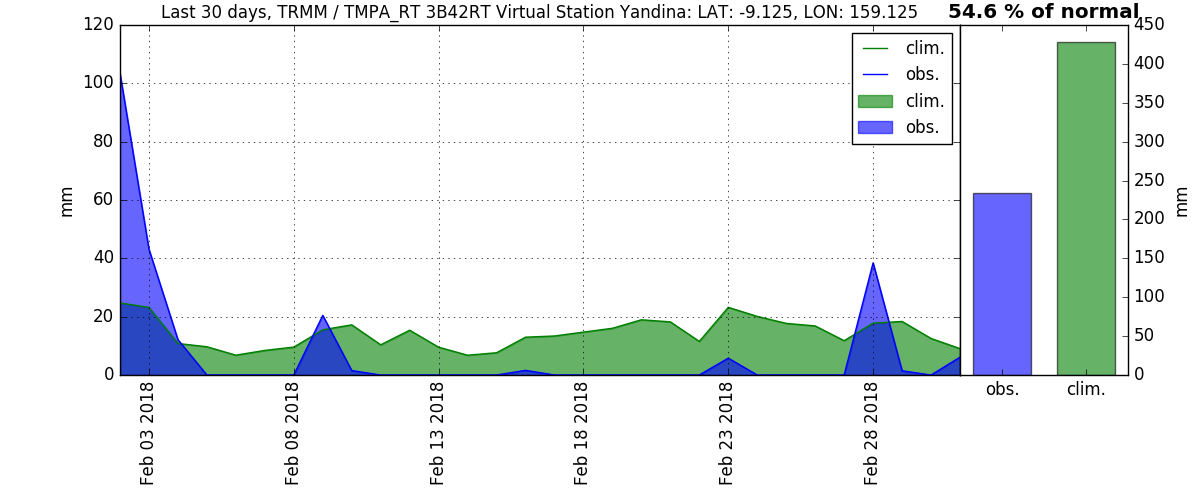 Last 30 days, TRMM / TMPA_RT 3B42RT Virtual Station Yandina: LAT: -9.125, LON: 159.125
54.6 % of normal
120
100
80
60
40
20
0
mm
clim.
obs.
clim.
obs.
450
400
350
300
250
200
150
100
50
0
mm
Feb 03 2018
Feb 08 2018
Feb 13 2018
Feb 18 2018
Feb 23 2018
Feb 28 2018
obs.
clim.